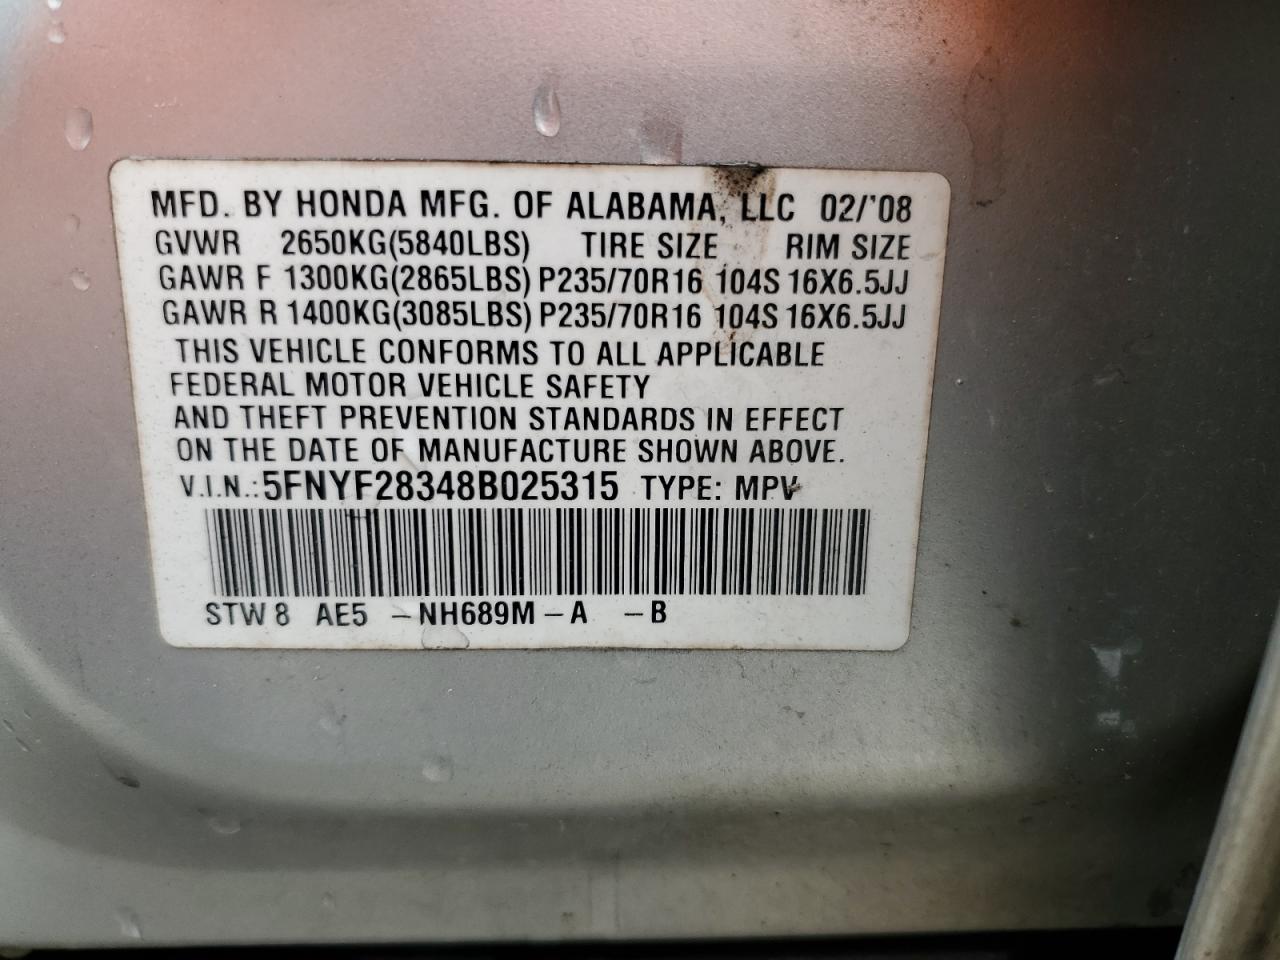 MFD. BY HONDA MFG. OF ALABAMA, LLC 02/'08
GVWR 2650KG(5840LBS) TIRE SIZE RIM SIZE
GAWR F 1300KG(2865LBS) P235/70R16 104S 16X6.5JJ
GAWR R 1400KG(3085LBS) P235/70R16 104S 16X6.5JJ
THIS VEHICLE CONFORMS TO ALL APPLICABLE
FEDERAL MOTOR VEHICLE SAFETY
AND THEFT PREVENTION STANDARDS IN EFFECT
ON THE DATE OF MANUFACTURE SHOWN ABOVE.
V.I.N.: 5FNYF28348B025315 TYPE: MPV
STW 8 AE5 – NH689M – A – B